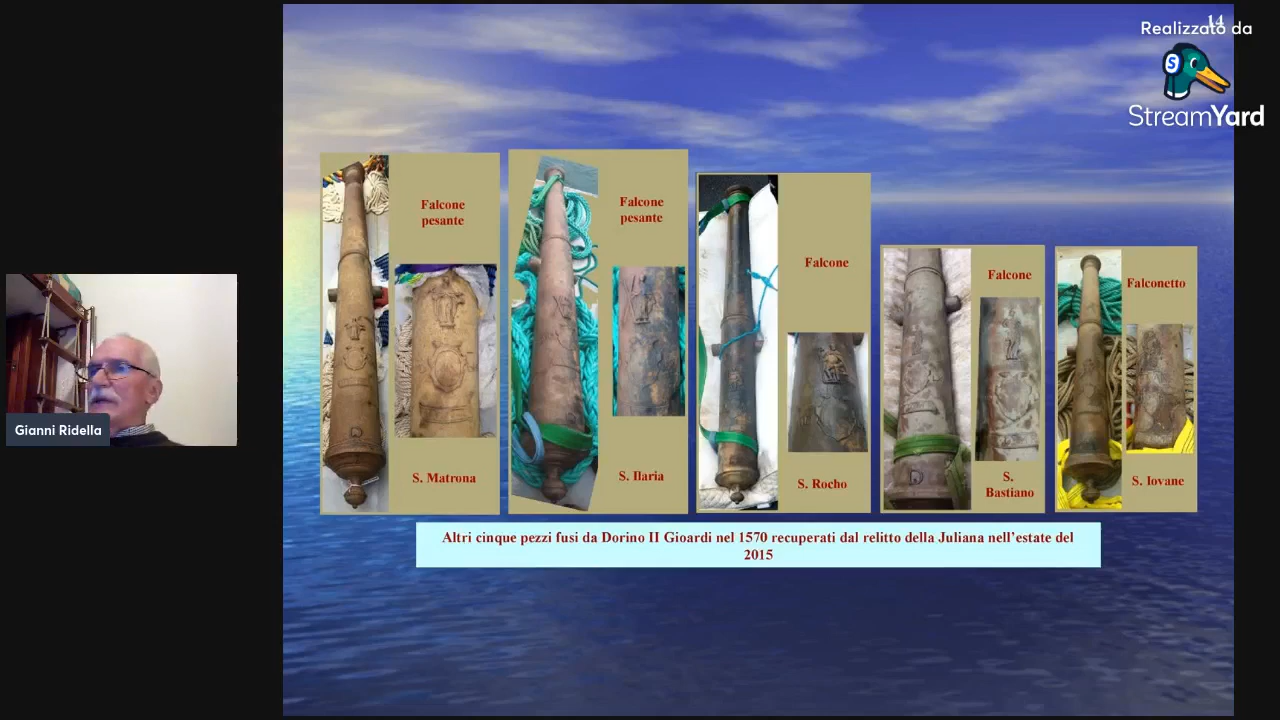 14
Realizzato da
StreamYard
Falcone
pesante
S. Matrona
Falcone
pesante
S. Ilaria
Falcone
S. Rocho
Falcone
S.
Bastiano
Falconetto
S. Iovane
Altri cinque pezzi fusi da Dorino II Gioardi nel 1570 recuperati dal relitto della Juliana nell’estate del
2015
Gianni Ridella